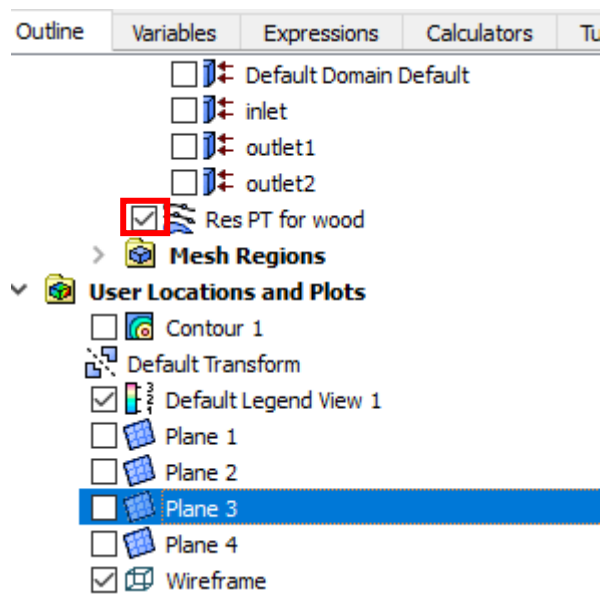 Outline Variables Expressions Calculators Tu
Default Domain Default
inlet
outlet1
outlet2
Res PT for wood
Mesh Regions
User Locations and Plots
Contour 1
Default Transform
Default Legend View 1
Plane 1
Plane 2
Plane 3
Plane 4
Wireframe